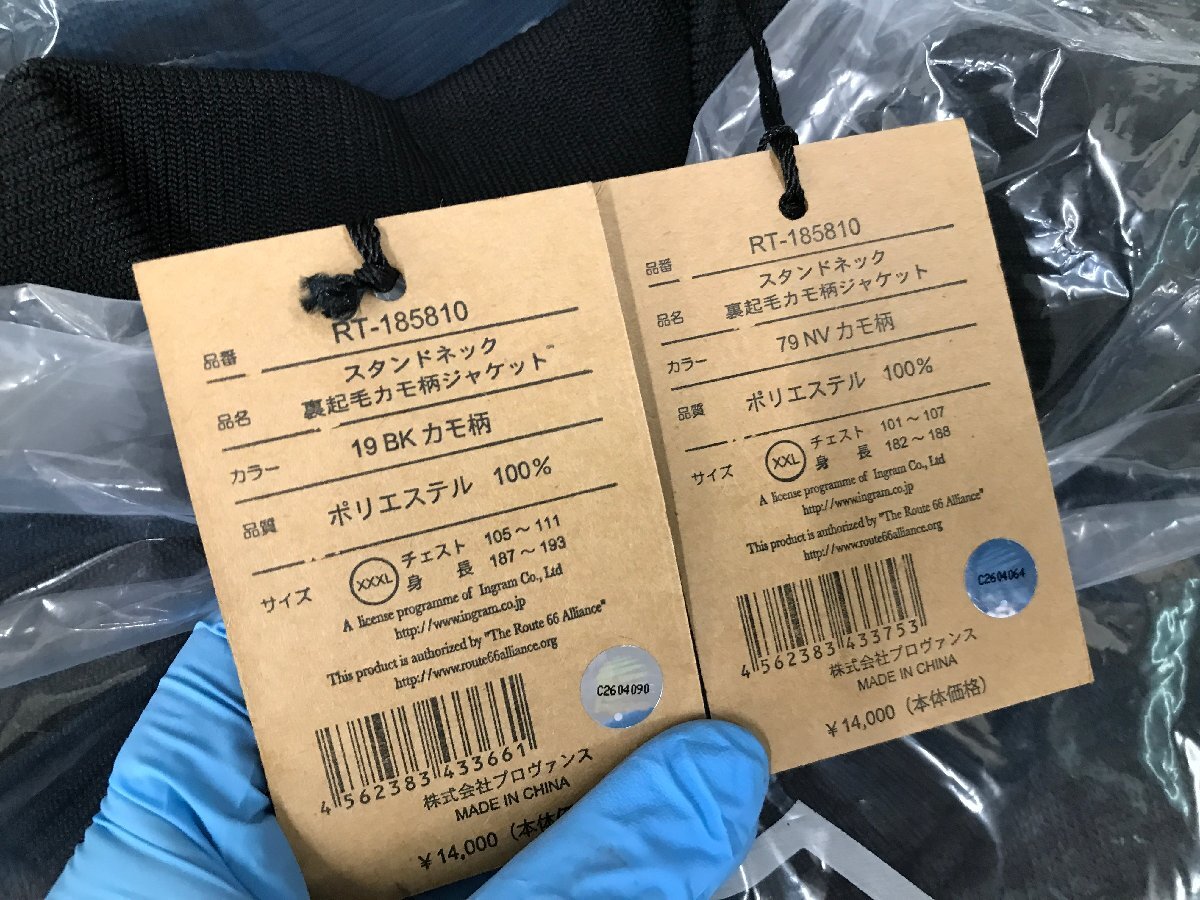 品番 RT-185810
品名 スタンドネック
裏起毛カモ柄ジャケット
カラー 19 BK カモ柄
品質 ポリエステル 100%
サイズ XXXL チェスト 105～111
身長 187～193
A license programme of Ingram Co., Ltd
http://www.ingram.co.jp
This product is authorized by "The Route 66 Alliance"
http://www.route66alliance.org
C2604090
4 562383 433661
株式会社プロヴァンス
MADE IN CHINA
¥14,000（本体
品番 RT-185810
品名 スタンドネック
裏起毛カモ柄ジャケット
カラー 79 NV カモ柄
品質 ポリエステル 100%
サイズ XXL チェスト 101～107
身長 182～188
A license programme of Ingram Co., Ltd
http://www.ingram.co.jp
This product is authorized by "The Route 66 Alliance"
http://www.route66alliance.org
C2604064
4 562383 433753
株式会社プロヴァンス
MADE IN CHINA
¥14,000（本体価格）